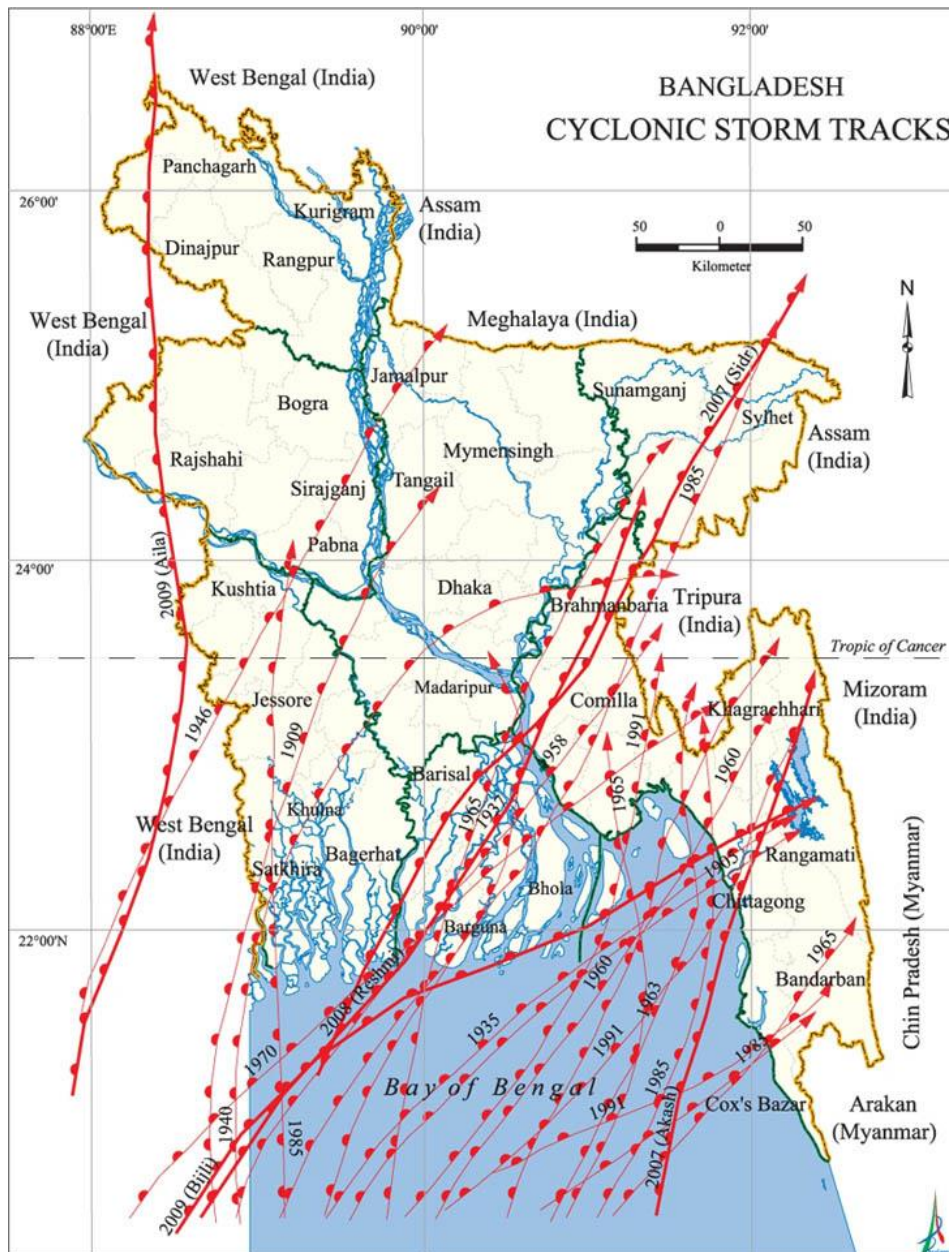 88°00'
90°00'
92°00'
West Bengal (India)
BANGLADESH
CYCLONIC STORM TRACKS
Panchagarh
26°00'
Kurigram
Assam
(India)
50
0
50
Kilometer
Dinajpur
Rangpur
N
West Bengal
(India)
Meghalaya (India)
Jamalpur
Bogra
Sunamganj
2007 (Sidr)
Sylhet
Mymensingh
Assam
(India)
Rajshahi
Sirajganj
Tangail
1985
Pabna
24°00'
2009 (Aila)
Kushtia
Dhaka
Brahmanbaria
Tripura
(India)
Tropic of Cancer
Jessore
Madaripur
Comilla
Mizoram
(India)
Khagrachhari
1946
1909
1991
1958
1960
Barisal
1965
1937
1965
Khulna
West Bengal
(India)
Bagerhat
Satkhira
1905
Rangamati
Bhola
Chittagong
22°00'N
Barguna
1965
Bandarban
Chin Pradesh (Myanmar)
2008 (Reshmi)
1960
1963
1970
1935
1991
1983
Bay of Bengal
1985
1991
Cox's Bazar
Arakan
(Myanmar)
1940
1985
2007 (Akash)
2009 (Bijli)